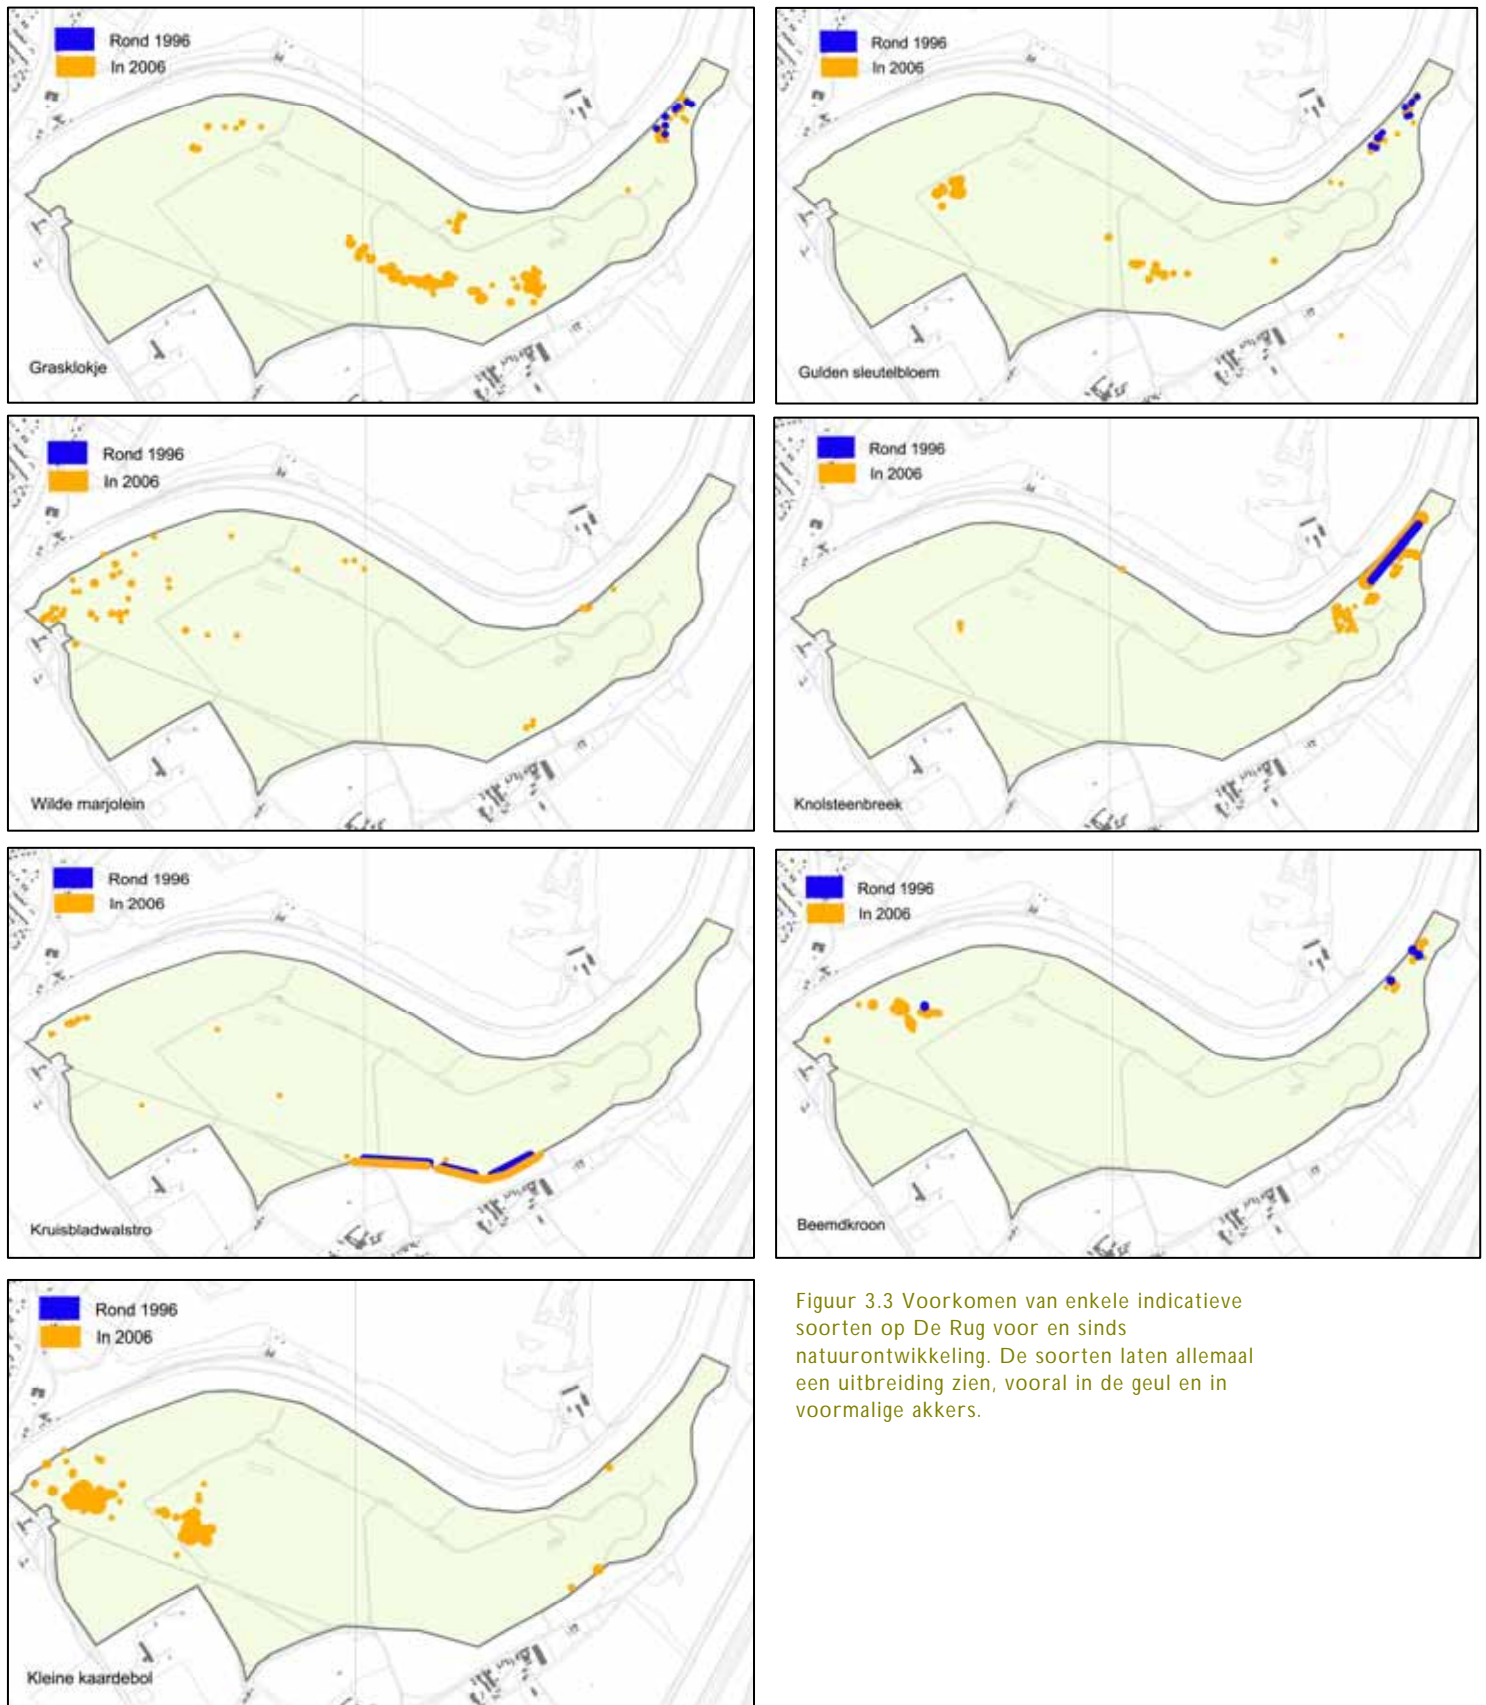 Rond 1996
In 2006
Grasklokje
Rond 1996
In 2006
Gulden sleutelbloem
Rond 1996
In 2006
Wilde marjolein
Rond 1996
In 2006
Knolsteenbreek
Rond 1996
In 2006
Kruisbladwalstro
Rond 1996
In 2006
Beemdkroon
Rond 1996
In 2006
Kleine kaardebol
Figuur 3.3 Voorkomen van enkele indicatieve
soorten op De Rug voor en sinds
natuurontwikkeling. De soorten laten allemaal
een uitbreiding zien, vooral in de geul en in
voormalige akkers.